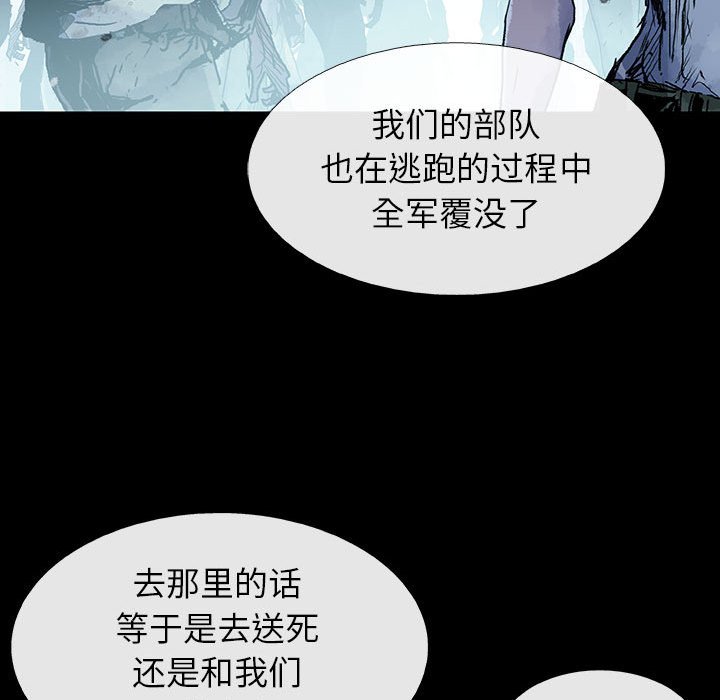 我们的部队
也在逃跑的过程中
全军覆没了
去那里的话
等于是去送死
还是和我们